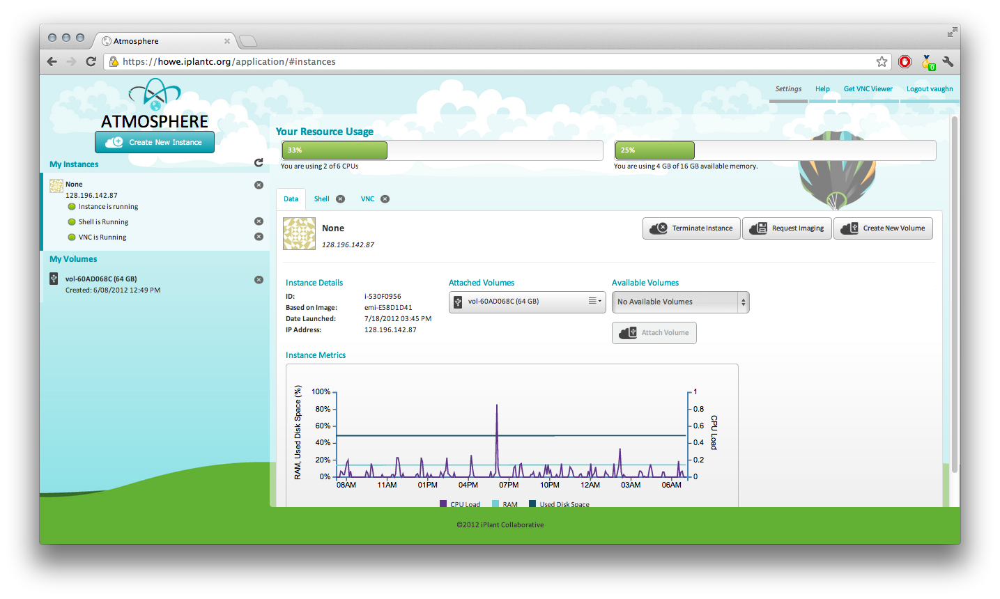 Atmosphere
https://howe.iplantc.org/application/#instances
0
Settings Help Get VNC Viewer Logout vaughn
ATMOSPHERE
Create New Instance
My Instances
None
128.196.142.87
Instance is running
Shell is Running
VNC is Running
My Volumes
vol-60AD068C (64 GB)
Created: 6/08/2012 12:49 PM
Your Resource Usage
33%
You are using 2 of 6 CPUs
25%
You are using 4 GB of 16 GB available memory.
Data Shell VNC
None
128.196.142.87
Terminate Instance Request Imaging Create New Volume
Instance Details
ID: i-530F0956
Based on Image: emi-E58D1D41
Date Launched: 7/18/2012 03:45 PM
IP Address: 128.196.142.87
Attached Volumes
vol-60AD068C (64 GB)
Available Volumes
No Available Volumes
Attach Volume
Instance Metrics
RAM, Used Disk Space (%)
100%
80%
60%
40%
20%
0%
1
0.8
0.6
0.4
0.2
0
CPU Load
08AM 11AM 01PM 04PM 07PM 10PM 12AM 03AM 06AM
CPU Load RAM Used Disk Space
©2012 iPlant Collaborative